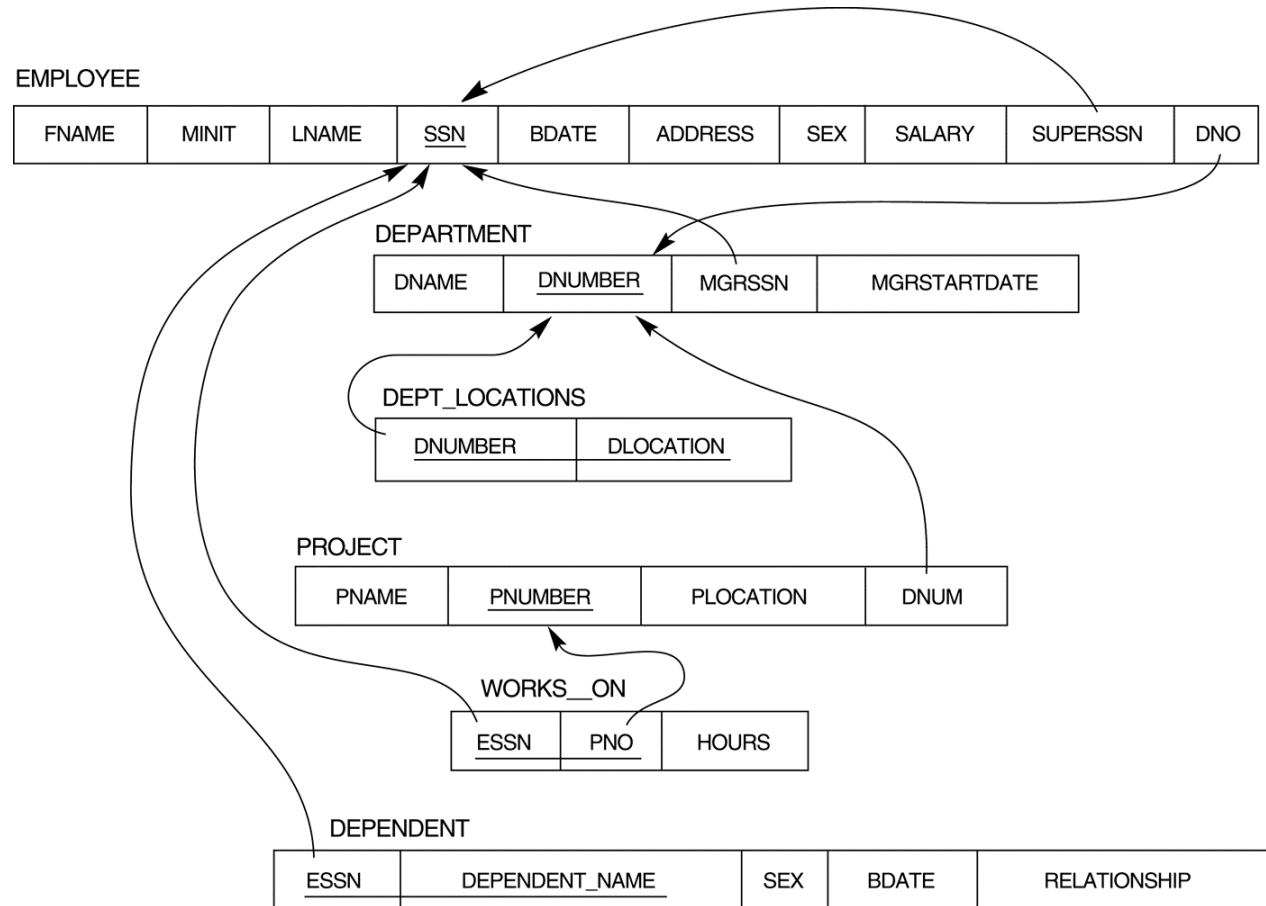 EMPLOYEE
FNAME MINIT LNAME SSN BDATE ADDRESS SEX SALARY SUPERSSN DNO
DEPARTMENT
DNAME DNUMBER MGRSSN MGRSTARTDATE
DEPT_LOCATIONS
DNUMBER DLOCATION
PROJECT
PNAME PNUMBER PLOCATION DNUM
WORKS__ON
ESSN PNO HOURS
DEPENDENT
ESSN DEPENDENT_NAME SEX BDATE RELATIONSHIP